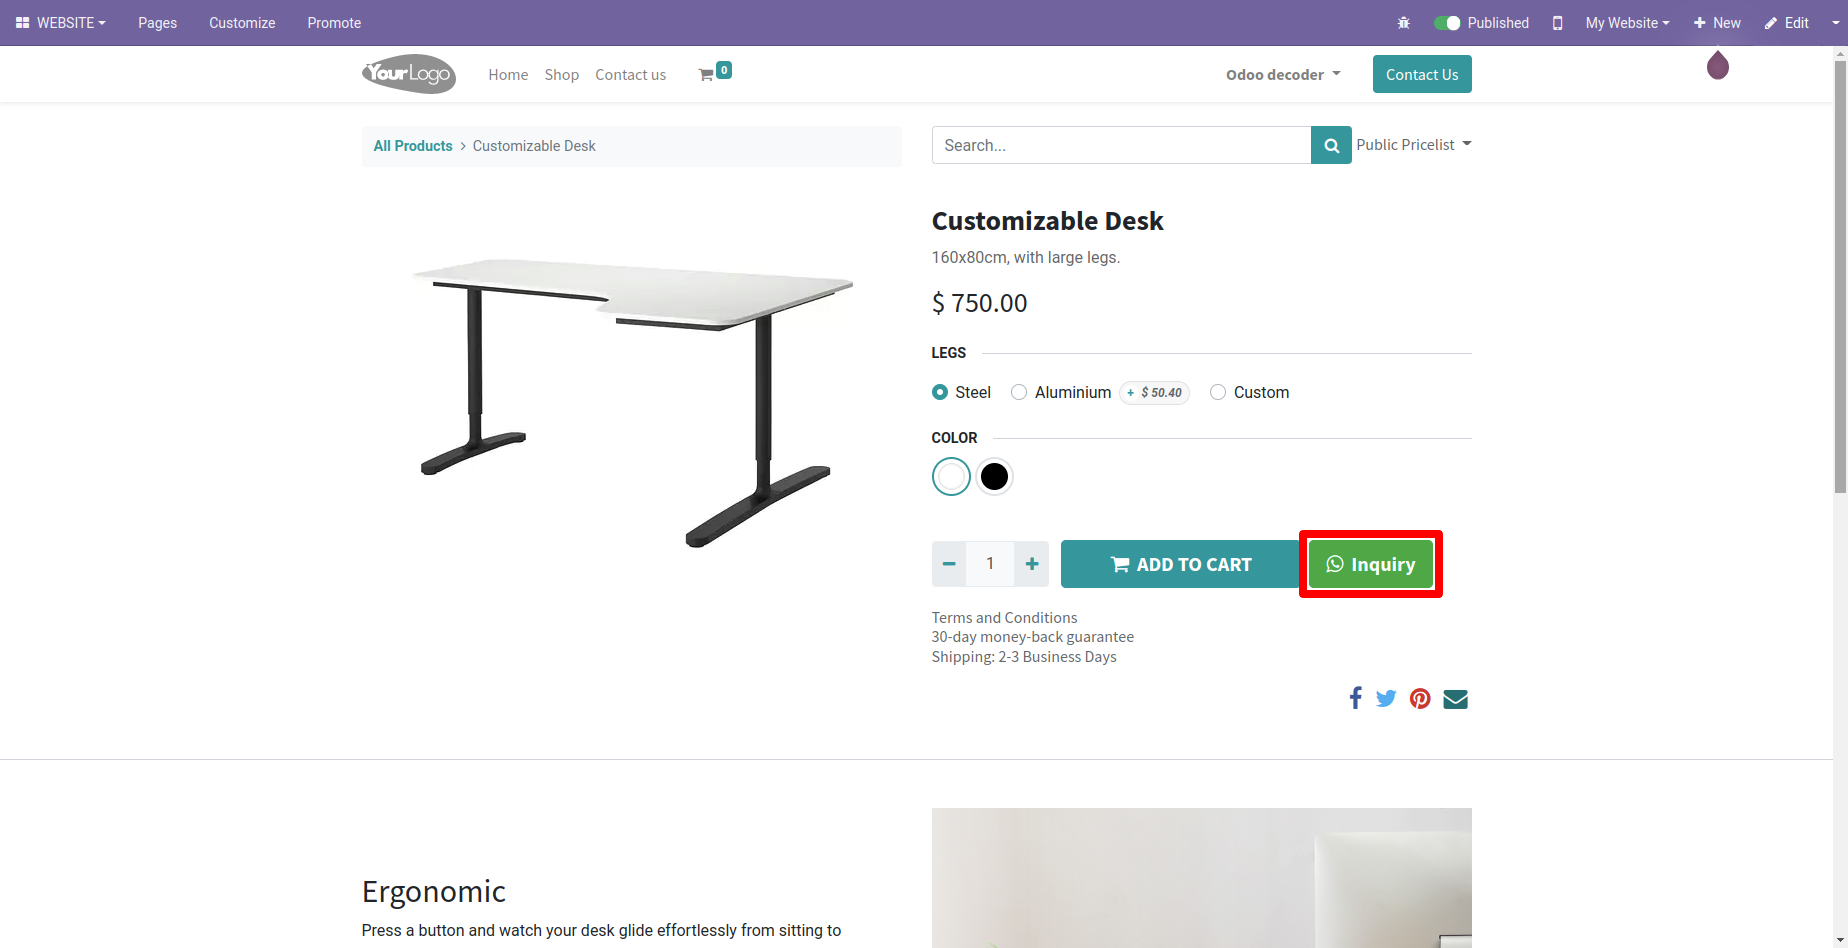 WEBSITE Pages Customize Promote Published My Website New Edit
YourLogo Home Shop Contact us 0 Odoo decoder Contact Us
All Products > Customizable Desk
Search... Public Pricelist
Customizable Desk
160x80cm, with large legs.
$ 750.00
LEGS
Steel Aluminium + $ 50.40 Custom
COLOR
1 ADD TO CART Inquiry
Terms and Conditions
30-day money-back guarantee
Shipping: 2-3 Business Days
Ergonomic
Press a button and watch your desk glide effortlessly from sitting to